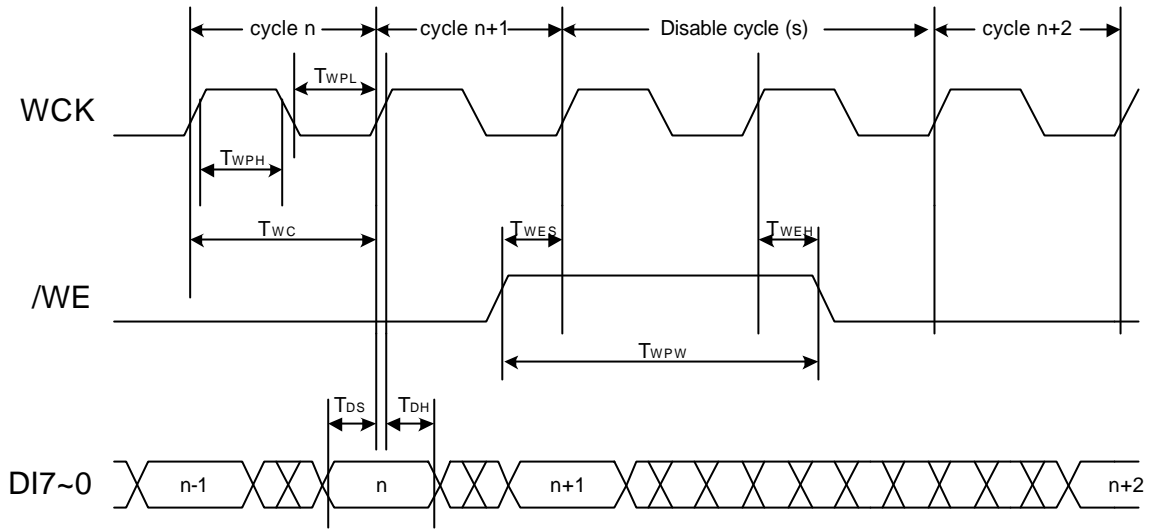 cycle n
cycle n+1
Disable cycle (s)
cycle n+2
TWPL
WCK
TWPH
TWC
TWES
TWEH
/WE
TWPW
TDS
TDH
DI7~0
n-1
n
n+1
n+2